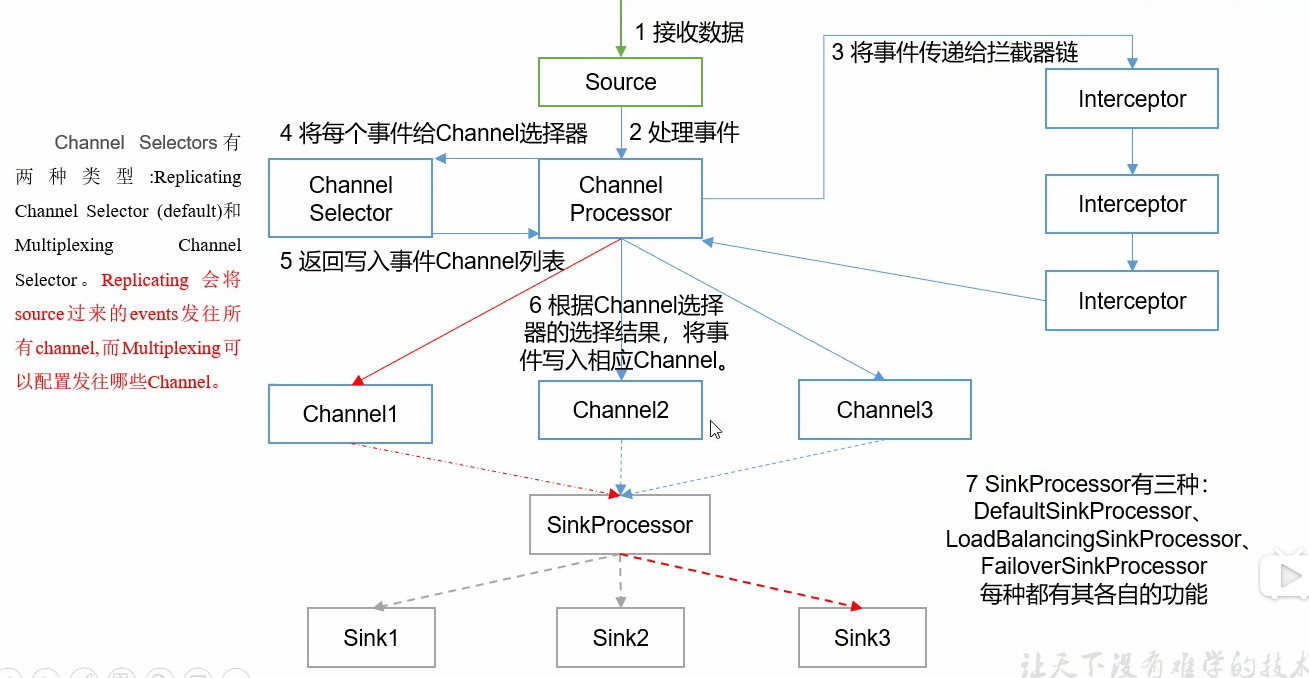 1 接收数据
Source
2 处理事件
3 将事件传递给拦截器链
Interceptor
Interceptor
Interceptor
4 将每个事件给Channel选择器
Channel
Selector
Channel
Processor
5 返回写入事件Channel列表
Channel Selectors有
两种类型:Replicating
Channel Selector (default)和
Multiplexing Channel
Selector。Replicating 会将
source过来的events发往所
有channel,而Multiplexing可
以配置发往哪些Channel。
6 根据Channel选择
器的选择结果，将事
件写入相应Channel。
Channel1
Channel2
Channel3
SinkProcessor
7 SinkProcessor有三种：
DefaultSinkProcessor、
LoadBalancingSinkProcessor、
FailoverSinkProcessor
每种都有其各自的功能
Sink1
Sink2
Sink3
让天下没有难学的技术